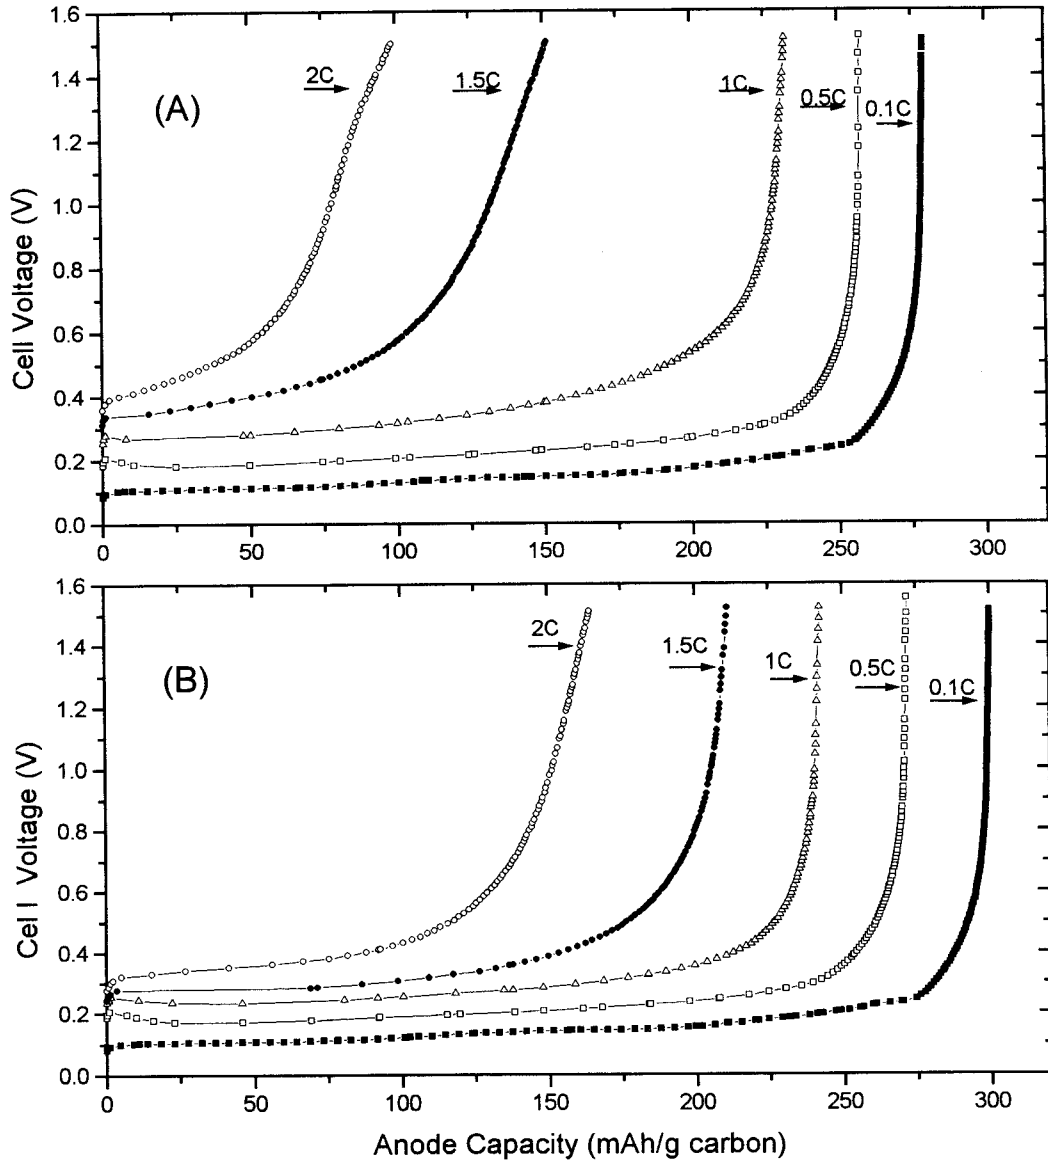 1.6
1.4
1.2
1.0
0.8
0.6
0.4
0.2
0.0
Cell Voltage (V)
(A)
2C
1.5C
1C
0.5C
0.1C
0 50 100 150 200 250 300
1.6
1.4
1.2
1.0
0.8
0.6
0.4
0.2
0.0
Cel l Voltage (V)
(B)
2C
1.5C
1C
0.5C
0.1C
0 50 100 150 200 250 300
Anode Capacity (mAh/g carbon)